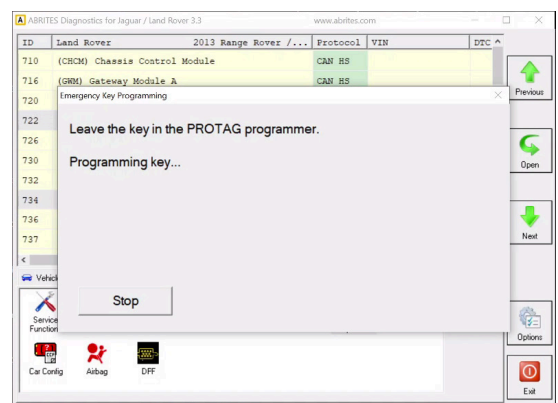 ABRITES Diagnostics for Jaguar / Land Rover 3.3 www.abrites.com
ID Land Rover 2013 Range Rover /... Protocol VIN DTC
710 (CHCM) Chassis Control Module CAN HS
716 (GWM) Gateway Module A CAN HS
720
Emergency Key Programming
722
Leave the key in the PROTAG programmer.
726
730 Programming key...
732
734
736
737
Stop
Service
Function
Car Config Airbag DPF
Previous
Open
Next
Options
Exit